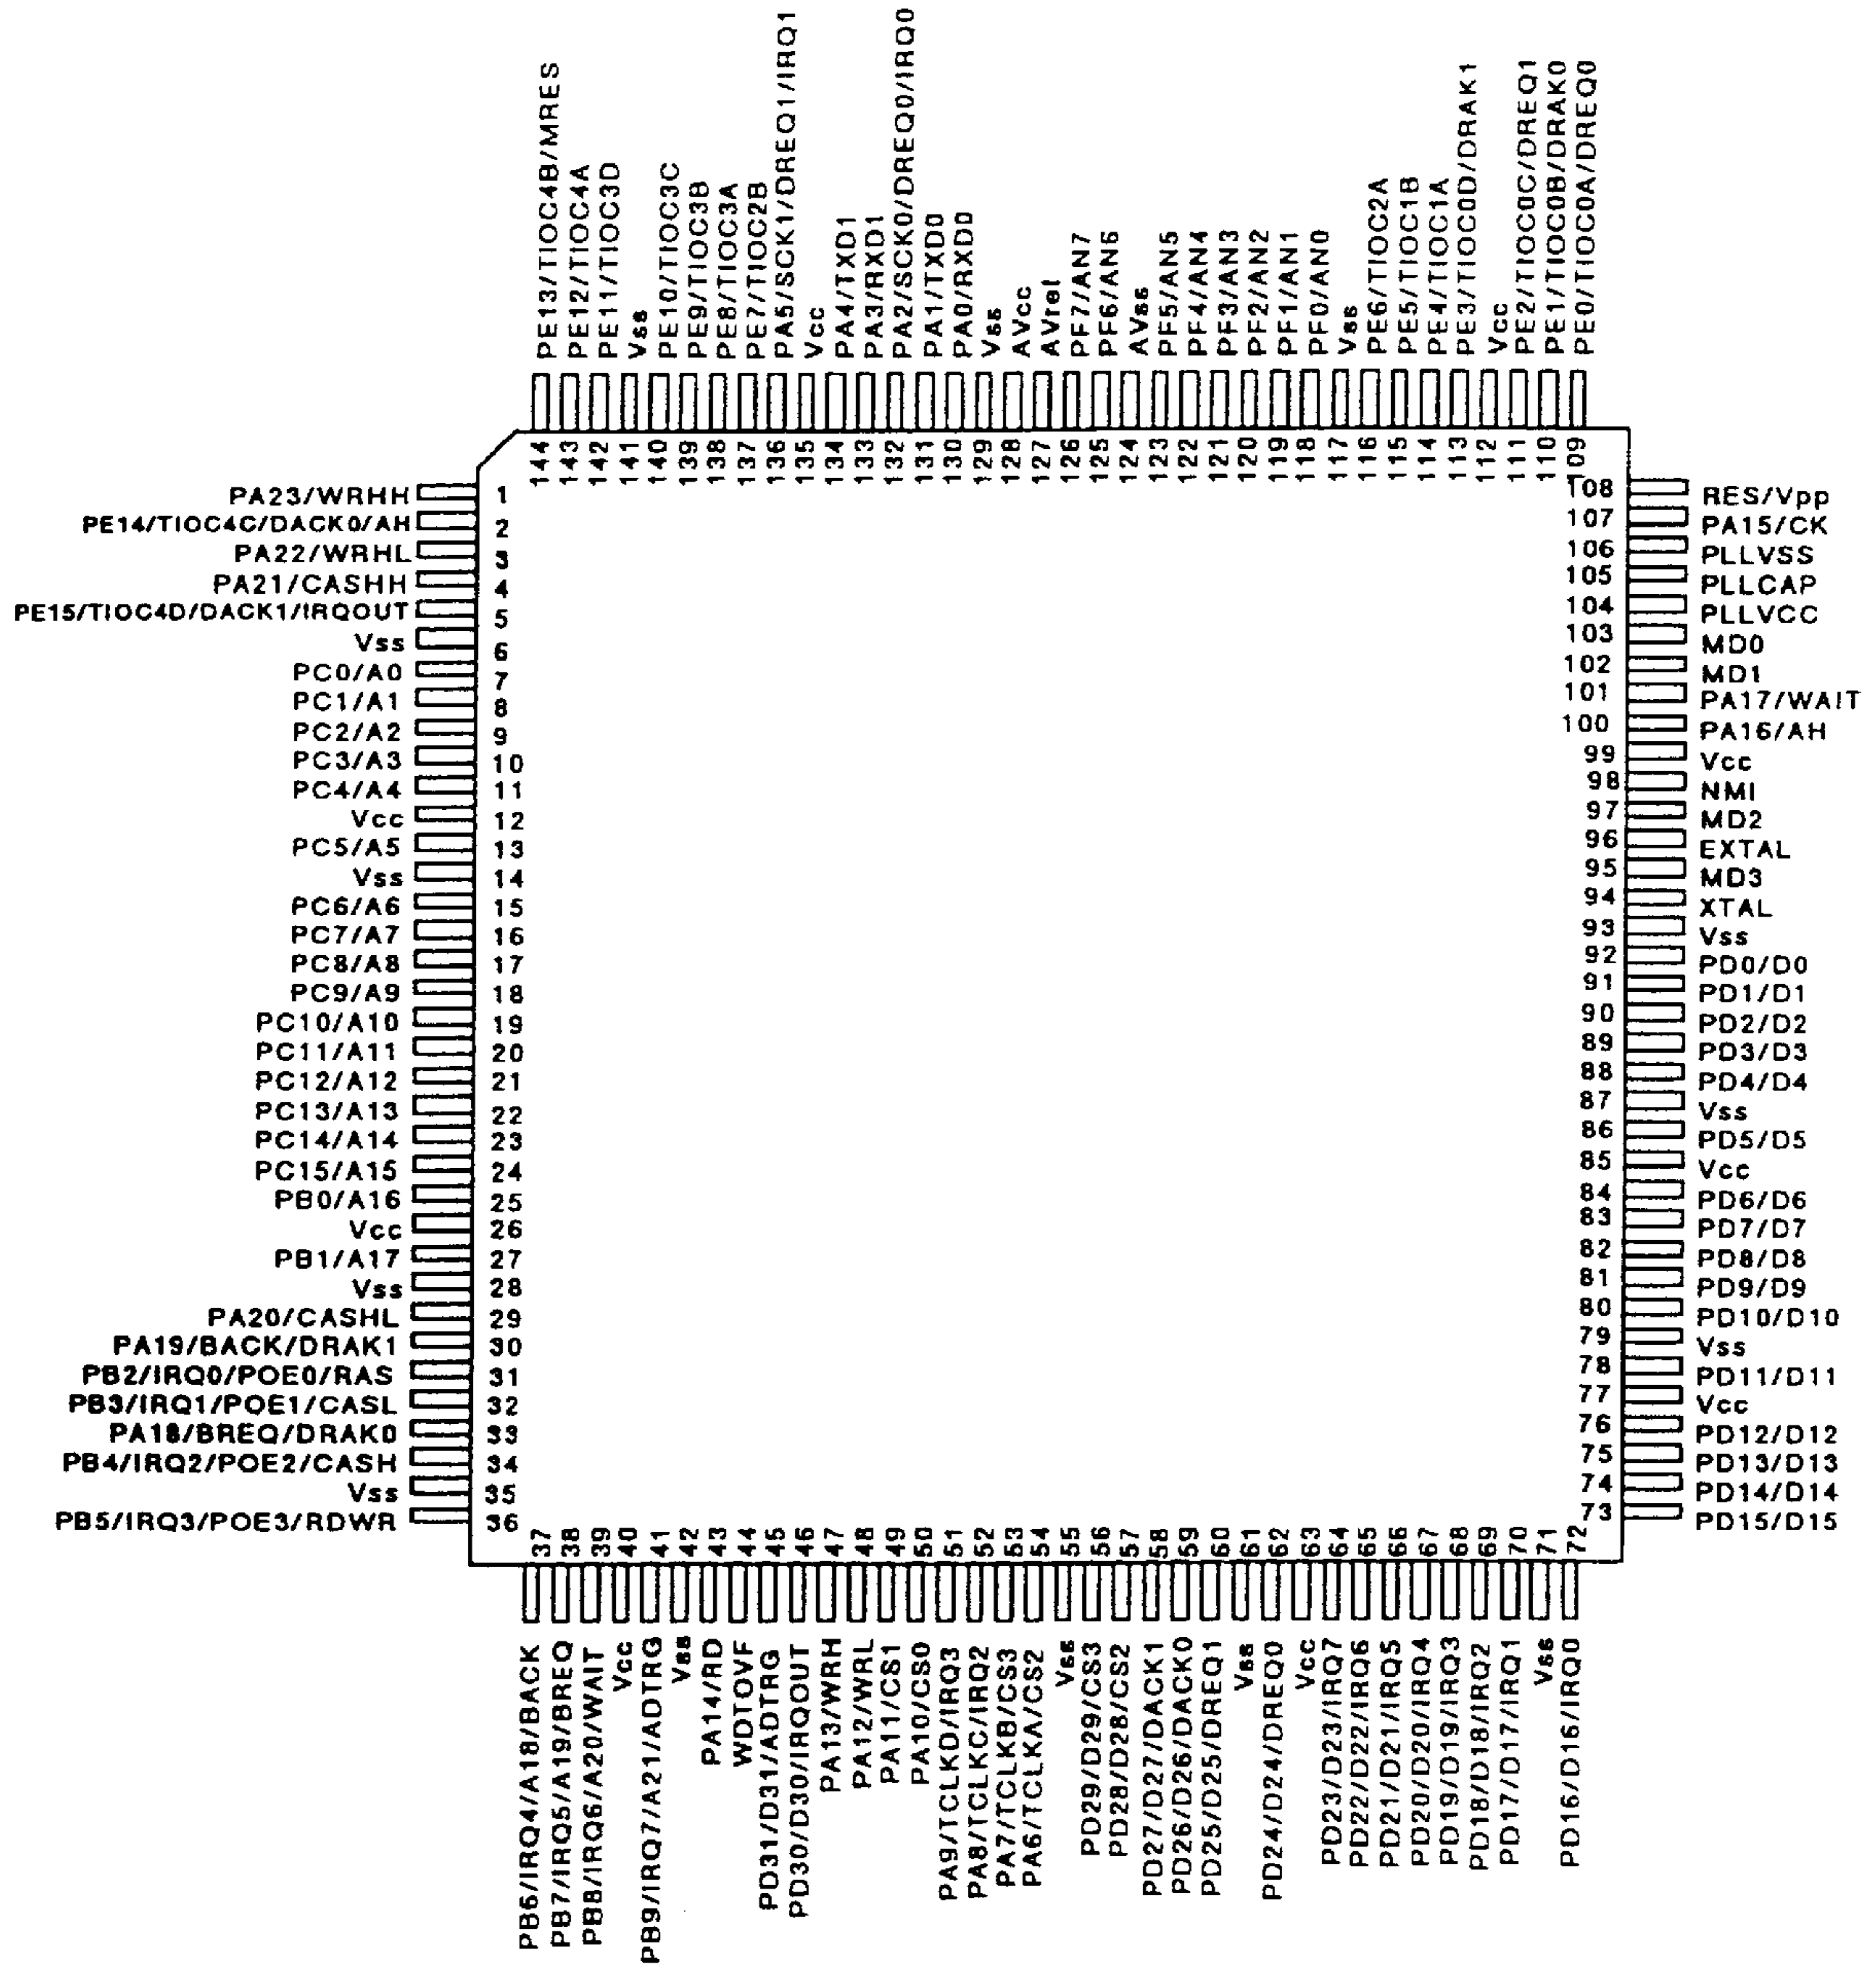 PE13/TIOC4B/MRES
PE12/TIOC4A
PE11/TIOC3D
Vss
PE10/TIOC3C
PE9/TIOC3B
PE8/TIOC3A
PE7/TIOC2B
PA5/SCK1/DREQ1/IRQ1
Vcc
PA4/TXD1
PA3/RXD1
PA2/SCK0/DREQ0/IRQ0
PA1/TXD0
PA0/RXD0
Vss
AVcc
AVref
PF7/AN7
PF6/AN6
AVss
PF5/AN5
PF4/AN4
PF3/AN3
PF2/AN2
PF1/AN1
PF0/AN0
Vss
PE6/TIOC2A
PE5/TIOC1B
PE4/TIOC1A
PE3/TIOC0D/DRAK1
Vcc
PE2/TIOC0C/DREQ1
PE1/TIOC0B/DRAK0
PE0/TIOC0A/DREQ0
144
143
142
141
140
139
138
137
136
135
134
133
132
131
130
129
128
127
126
125
124
123
122
121
120
119
118
117
116
115
114
113
112
111
110
109
PA23/WRHH 1
PE14/TIOC4C/DACK0/AH 2
PA22/WRHL 3
PA21/CASHH 4
PE15/TIOC4D/DACK1/IRQOUT 5
Vss 6
PC0/A0 7
PC1/A1 8
PC2/A2 9
PC3/A3 10
PC4/A4 11
Vcc 12
PC5/A5 13
Vss 14
PC6/A6 15
PC7/A7 16
PC8/A8 17
PC9/A9 18
PC10/A10 19
PC11/A11 20
PC12/A12 21
PC13/A13 22
PC14/A14 23
PC15/A15 24
PB0/A16 25
Vcc 26
PB1/A17 27
Vss 28
PA20/CASHL 29
PA19/BACK/DRAK1 30
PB2/IRQ0/POE0/RAS 31
PB3/IRQ1/POE1/CASL 32
PA18/BREQ/DRAK0 33
PB4/IRQ2/POE2/CASH 34
Vss 35
PB5/IRQ3/POE3/RDWR 36
108 RES/Vpp
107 PA15/CK
106 PLLVSS
105 PLLCAP
104 PLLVCC
103 MD0
102 MD1
101 PA17/WAIT
100 PA16/AH
99 Vcc
98 NMI
97 MD2
96 EXTAL
95 MD3
94 XTAL
93 Vss
92 PD0/D0
91 PD1/D1
90 PD2/D2
89 PD3/D3
88 PD4/D4
87 Vss
86 PD5/D5
85 Vcc
84 PD6/D6
83 PD7/D7
82 PD8/D8
81 PD9/D9
80 PD10/D10
79 Vss
78 PD11/D11
77 Vcc
76 PD12/D12
75 PD13/D13
74 PD14/D14
73 PD15/D15
37
38
39
40
41
42
43
44
45
46
47
48
49
50
51
52
53
54
55
56
57
58
59
60
61
62
63
64
65
66
67
68
69
70
71
72
PB6/IRQ4/A18/BACK
PB7/IRQ5/A19/BREQ
PB8/IRQ6/A20/WAIT
Vcc
PB9/IRQ7/A21/ADTRG
Vss
PA14/RD
WDTOVF
PD31/D31/ADTRG
PD30/D30/IRQOUT
PA13/WRH
PA12/WRL
PA11/CS1
PA10/CS0
PA9/TCLKD/IRQ3
PA8/TCLKC/IRQ2
PA7/TCLKB/CS3
PA6/TCLKA/CS2
Vss
PD29/D29/CS3
PD28/D28/CS2
PD27/D27/DACK1
PD26/D26/DACK0
PD25/D25/DREQ1
Vss
PD24/D24/DREQ0
Vcc
PD23/D23/IRQ7
PD22/D22/IRQ6
PD21/D21/IRQ5
PD20/D20/IRQ4
PD19/D19/IRQ3
PD18/D18/IRQ2
PD17/D17/IRQ1
Vss
PD16/D16/IRQ0